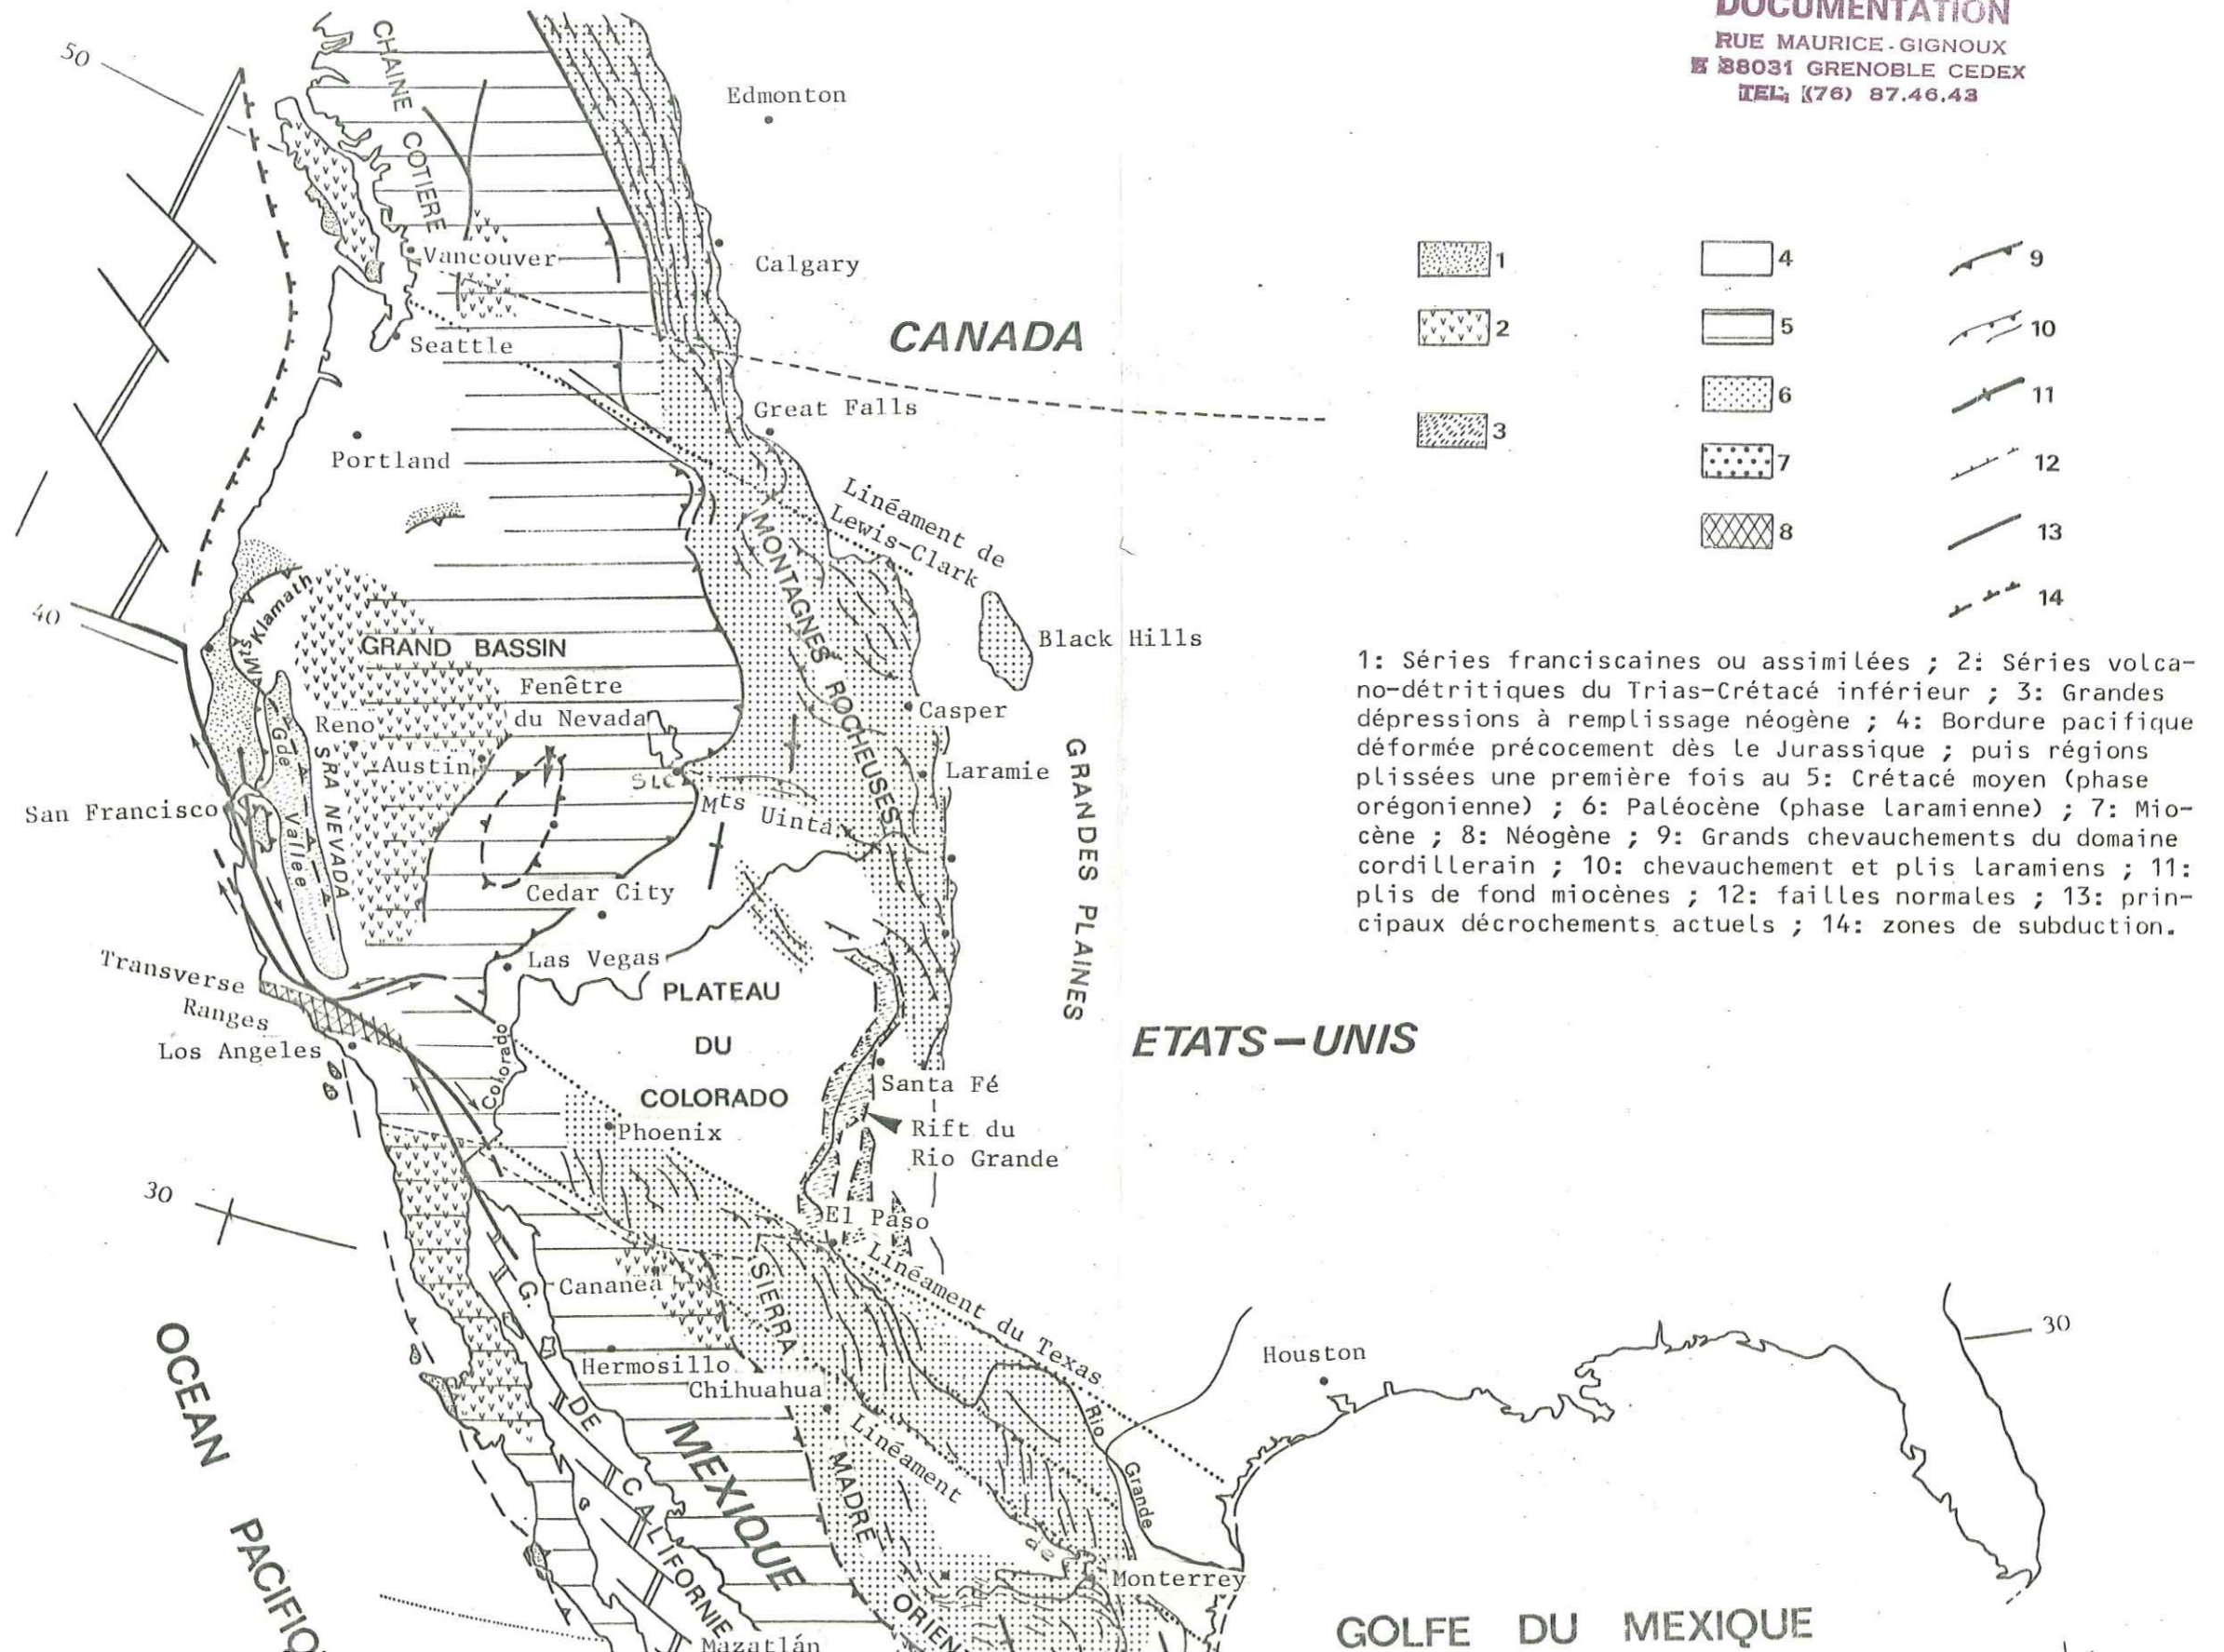 DOCUMENTATION
RUE MAURICE-GIGNOUX
38031 GRENOBLE CEDEX
TEL. (76) 87.46.43
50
CHAINE COTIERE
Edmonton
Vancouver
Calgary
Seattle
CANADA
Great Falls
Portland
Linéament de
Lewis-Clark
MONTAGNES ROCHEUSES
40
Mts Klamath
Black Hills
GRAND BASSIN
Fenêtre
du Nevada
Reno
Casper
Austin
SLC
Laramie
Gde Vallée
SRA NEVADA
San Francisco
Mts Uinta
GRANDES PLAINES
Cedar City
Las Vegas
Transverse
Ranges
Los Angeles
PLATEAU
DU
COLORADO
Colorado
ETATS-UNIS
Santa Fé
Phoenix
Rift du
Rio Grande
30
El Paso
Linéament du Texas
Cananea
SIERRA
MADRE
ORIEN
Hermosillo
Chihuahua
Linéament
de
Rio
Grande
Houston
30
OCEAN
PACIFIQ
G. DE CALIFORNIE
MEXIQUE
Monterrey
Mazatlán
GOLFE DU MEXIQUE
1
2
3
4
5
6
7
8
9
10
11
12
13
14
1: Séries franciscaines ou assimilées ; 2: Séries volca-
no-détritiques du Trias-Crétacé inférieur ; 3: Grandes
dépressions à remplissage néogène ; 4: Bordure pacifique
déformée précocement dès le Jurassique ; puis régions
plissées une première fois au 5: Crétacé moyen (phase
orégonienne) ; 6: Paléocène (phase laramienne) ; 7: Mio-
cène ; 8: Néogène ; 9: Grands chevauchements du domaine
cordillerain ; 10: chevauchement et plis laramiens ; 11:
plis de fond miocènes ; 12: failles normales ; 13: prin-
cipaux décrochements actuels ; 14: zones de subduction.